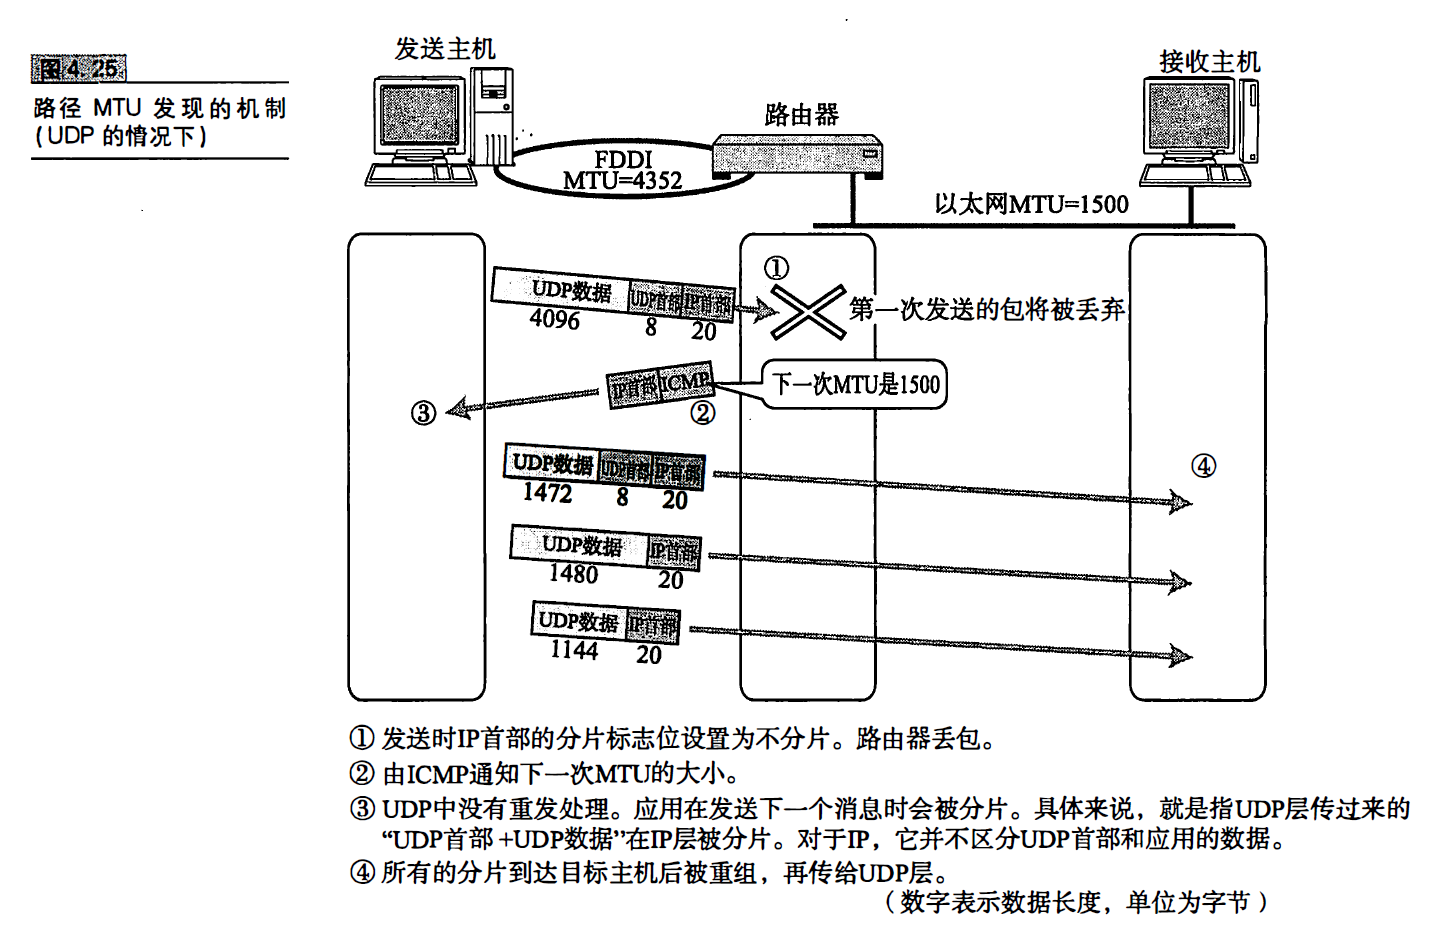 图4.25
路径 MTU 发现的机制
(UDP 的情况下)
发送主机
接收主机
路由器
FDDI
MTU=4352
以太网MTU=1500
①
UDP数据 UDP首部 IP首部
4096 8 20
第一次发送的包将被丢弃
IP首部 ICMP
下一次MTU是1500
②
③
UDP数据 UDP首部 IP首部
1472 8 20
④
UDP数据 IP首部
1480 20
UDP数据 IP首部
1144 20
① 发送时IP首部的分片标志位设置为不分片。路由器丢包。
② 由ICMP通知下一次MTU的大小。
③ UDP中没有重发处理。应用在发送下一个消息时会被分片。具体来说，就是指UDP层传过来的
“UDP首部 +UDP数据”在IP层被分片。对于IP，它并不区分UDP首部和应用的数据。
④ 所有的分片到达目标主机后被重组，再传给UDP层。
（数字表示数据长度，单位为字节）